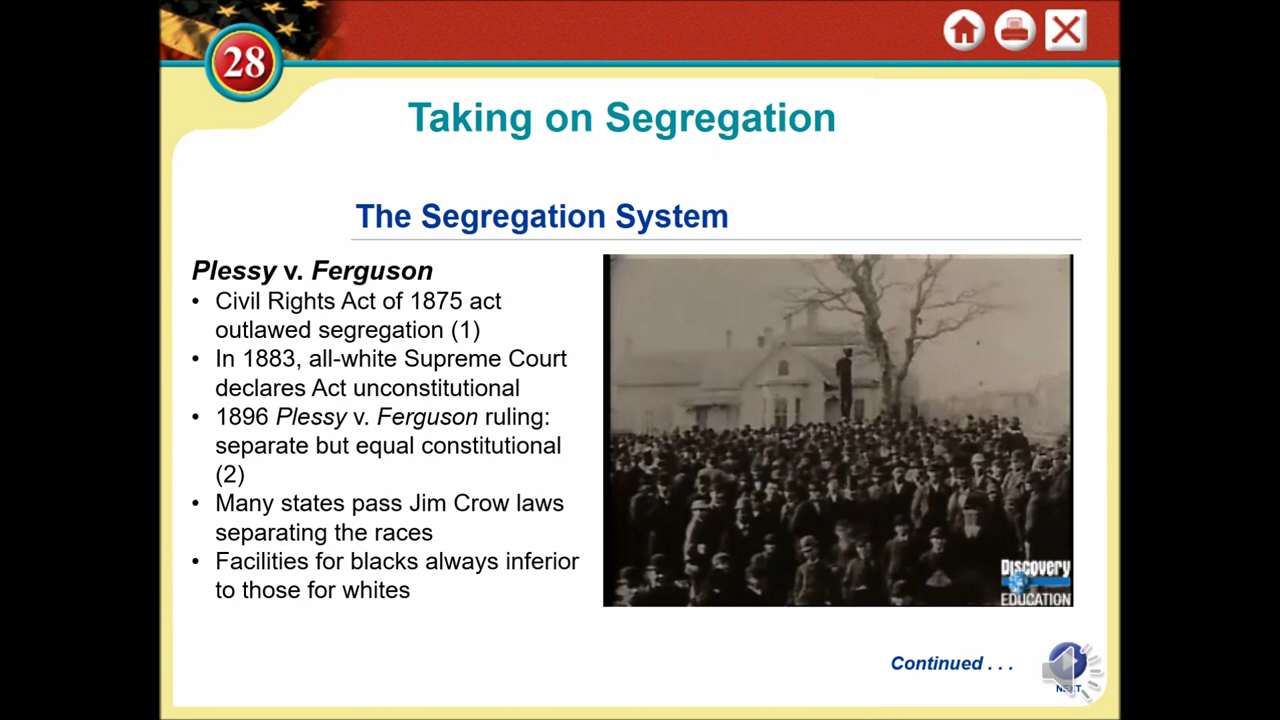 28
Taking on Segregation
The Segregation System
Plessy v. Ferguson
• Civil Rights Act of 1875 act
outlawed segregation (1)
• In 1883, all-white Supreme Court
declares Act unconstitutional
• 1896 Plessy v. Ferguson ruling:
separate but equal constitutional
(2)
• Many states pass Jim Crow laws
separating the races
• Facilities for blacks always inferior
to those for whites
Discovery
EDUCATION
Continued . . .
NEXT